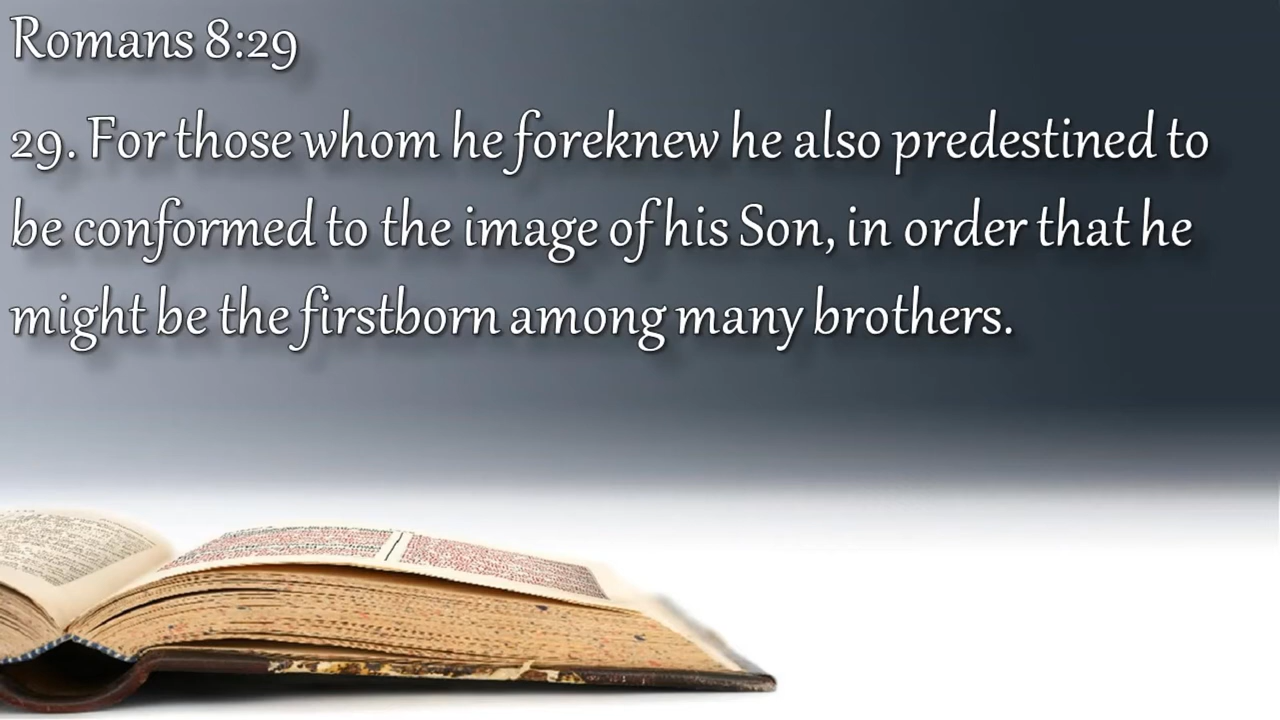 Romans 8:29
29. For those whom he foreknew he also predestined to
be conformed to the image of his Son, in order that he
might be the firstborn among many brothers.